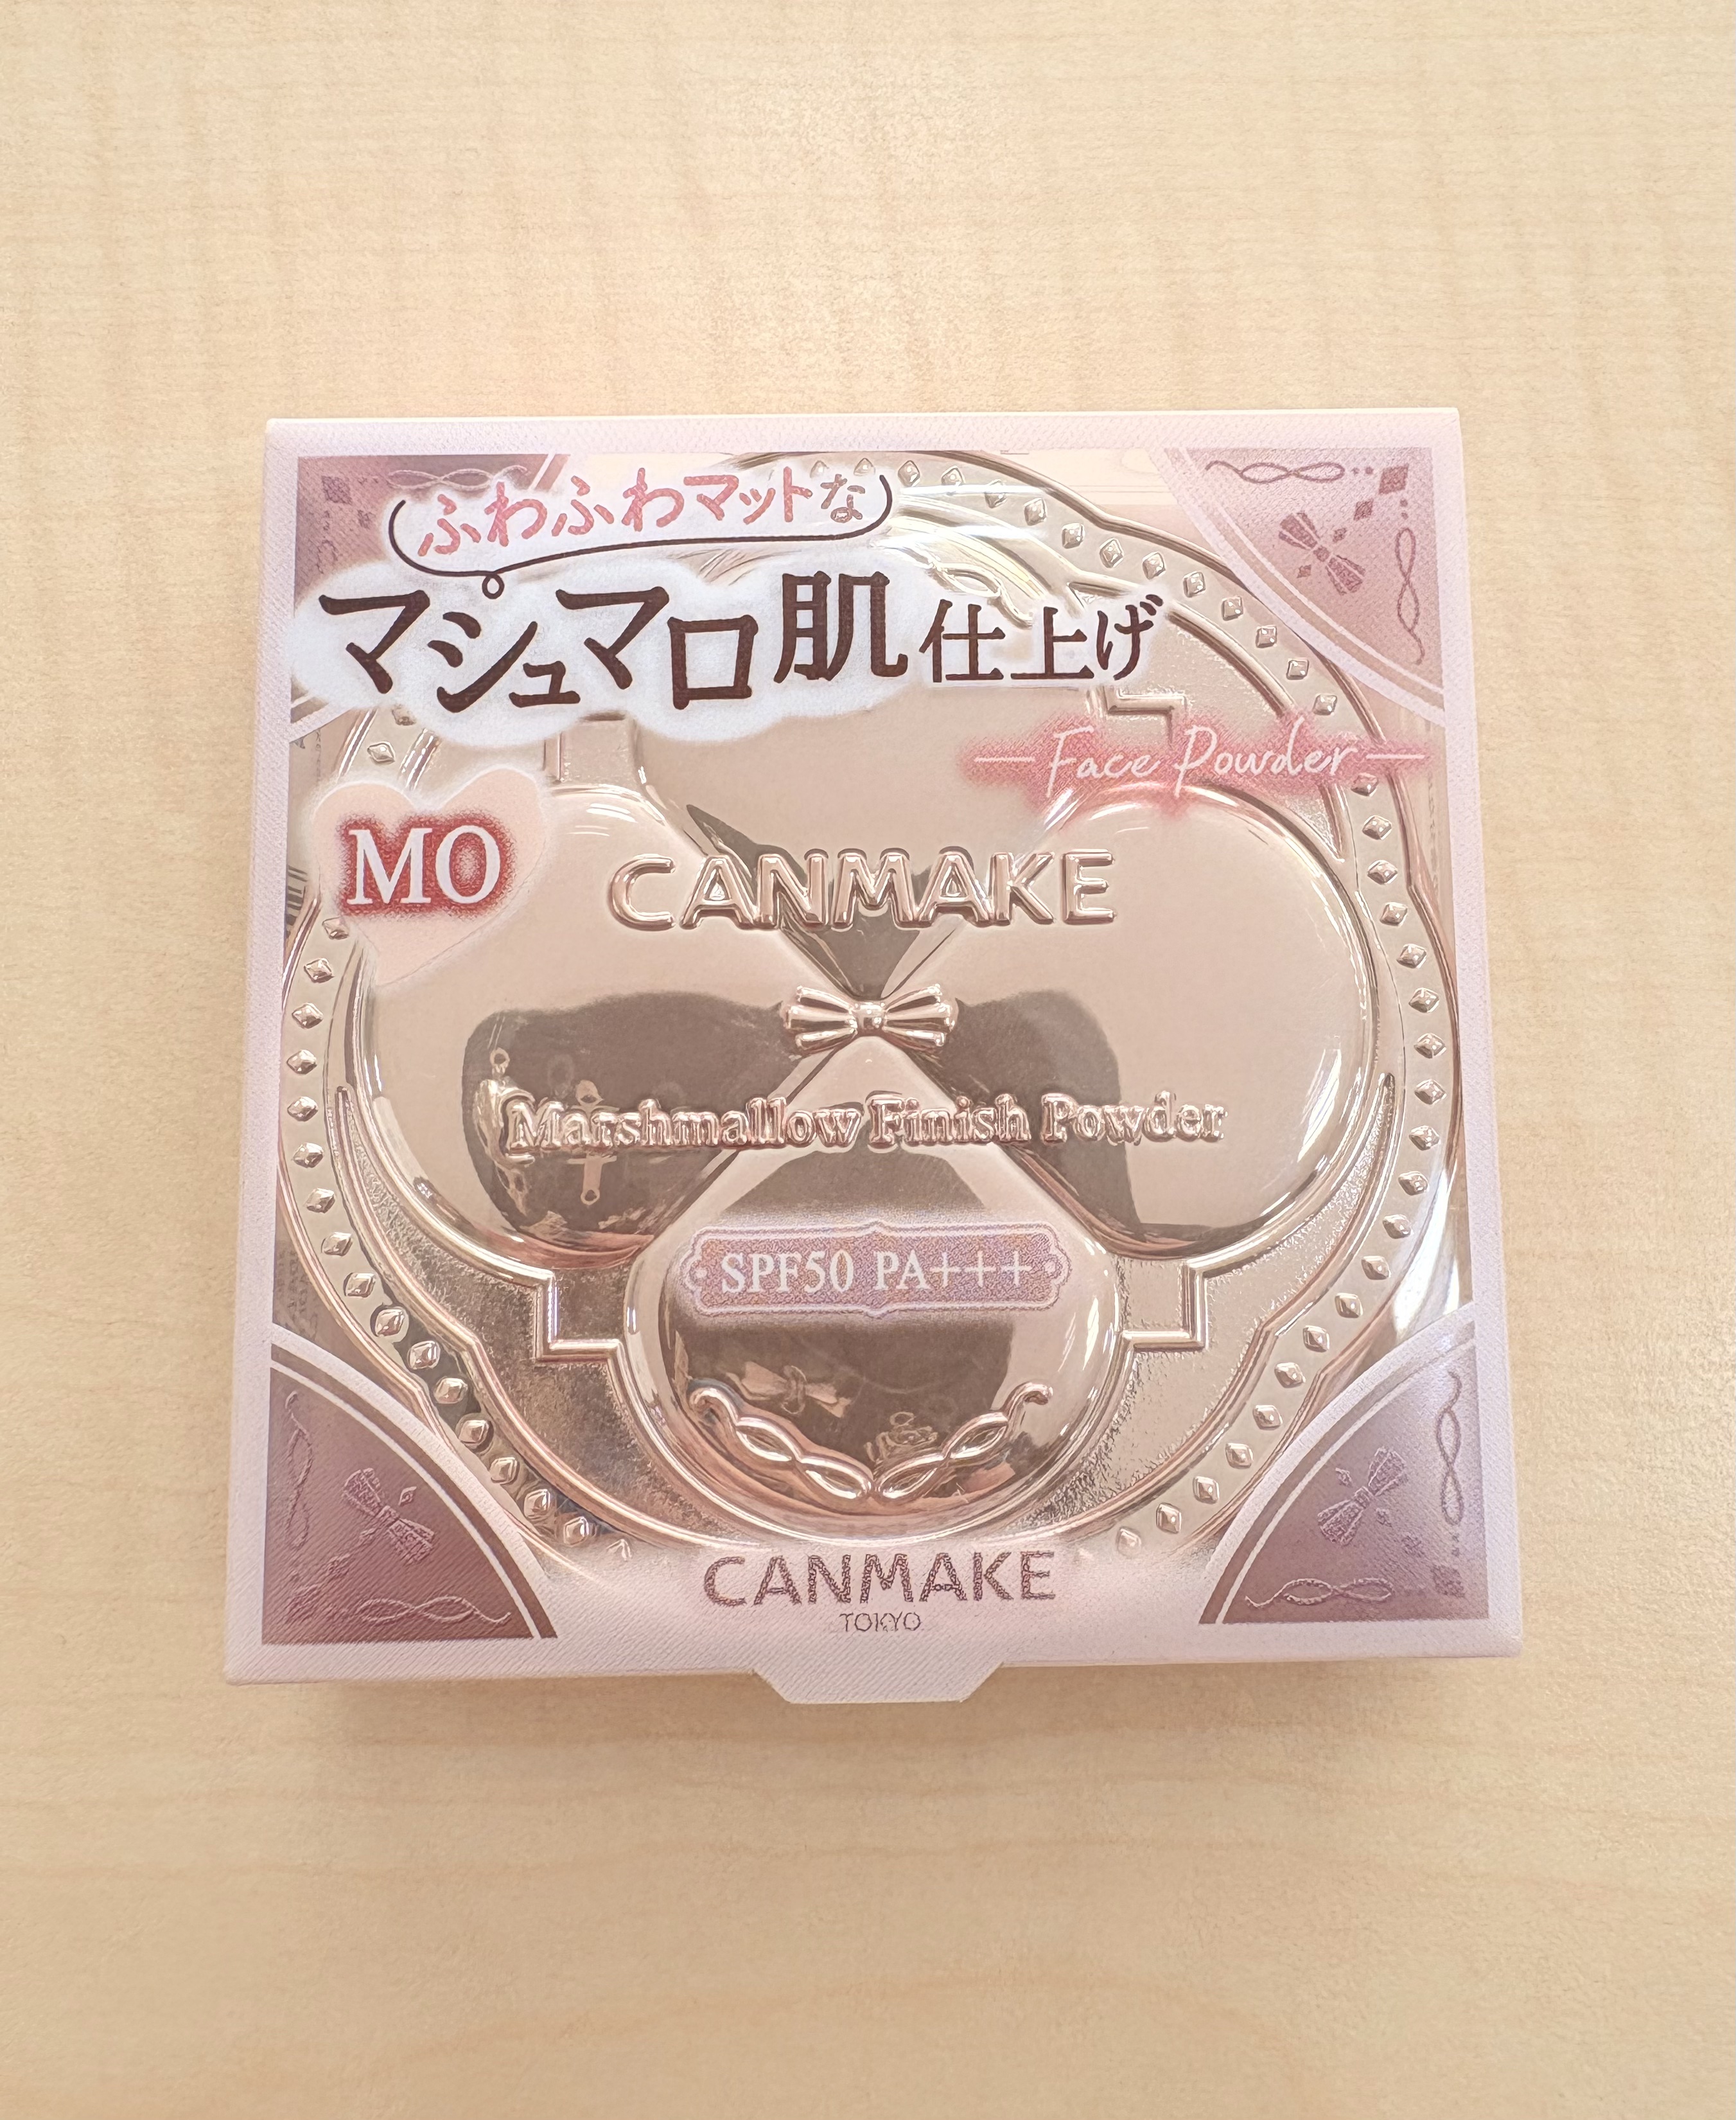 ふわふわマットな
マシュマロ肌仕上げ
Face Powder
MO
CANMAKE
Marshmallow Finish Powder
SPF50 PA+++
CANMAKE
TOKYO